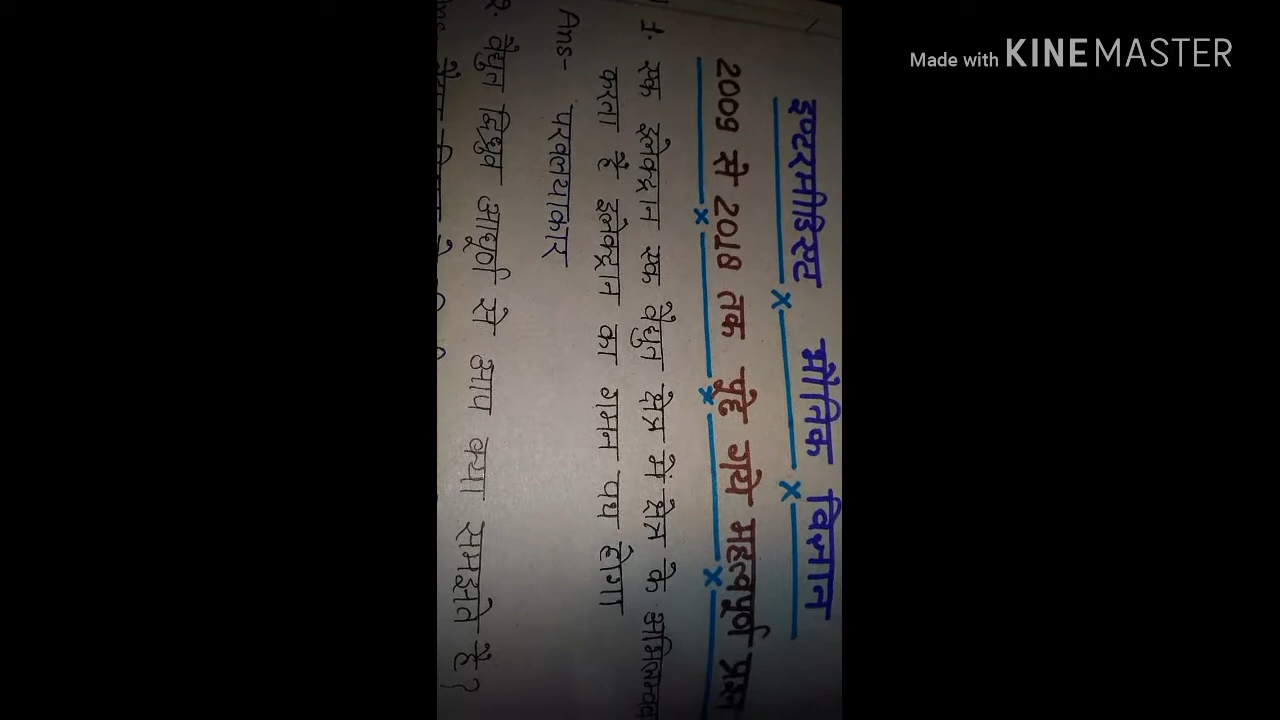 Made with KINEMASTER
इण्टरमीडिएट भौतिक विज्ञान
2009 से 2018 तक पूछे गये महत्वपूर्ण प्रश्न
1. एक इलेक्ट्रान एक वैद्युत क्षेत्र में क्षेत्र के अभिलम्बवत
करता है इलेक्ट्रान का गमन पथ होगा
Ans- परवलयाकार
2. वैद्युत द्विध्रुव आघूर्ण से आप क्या समझते हैं?